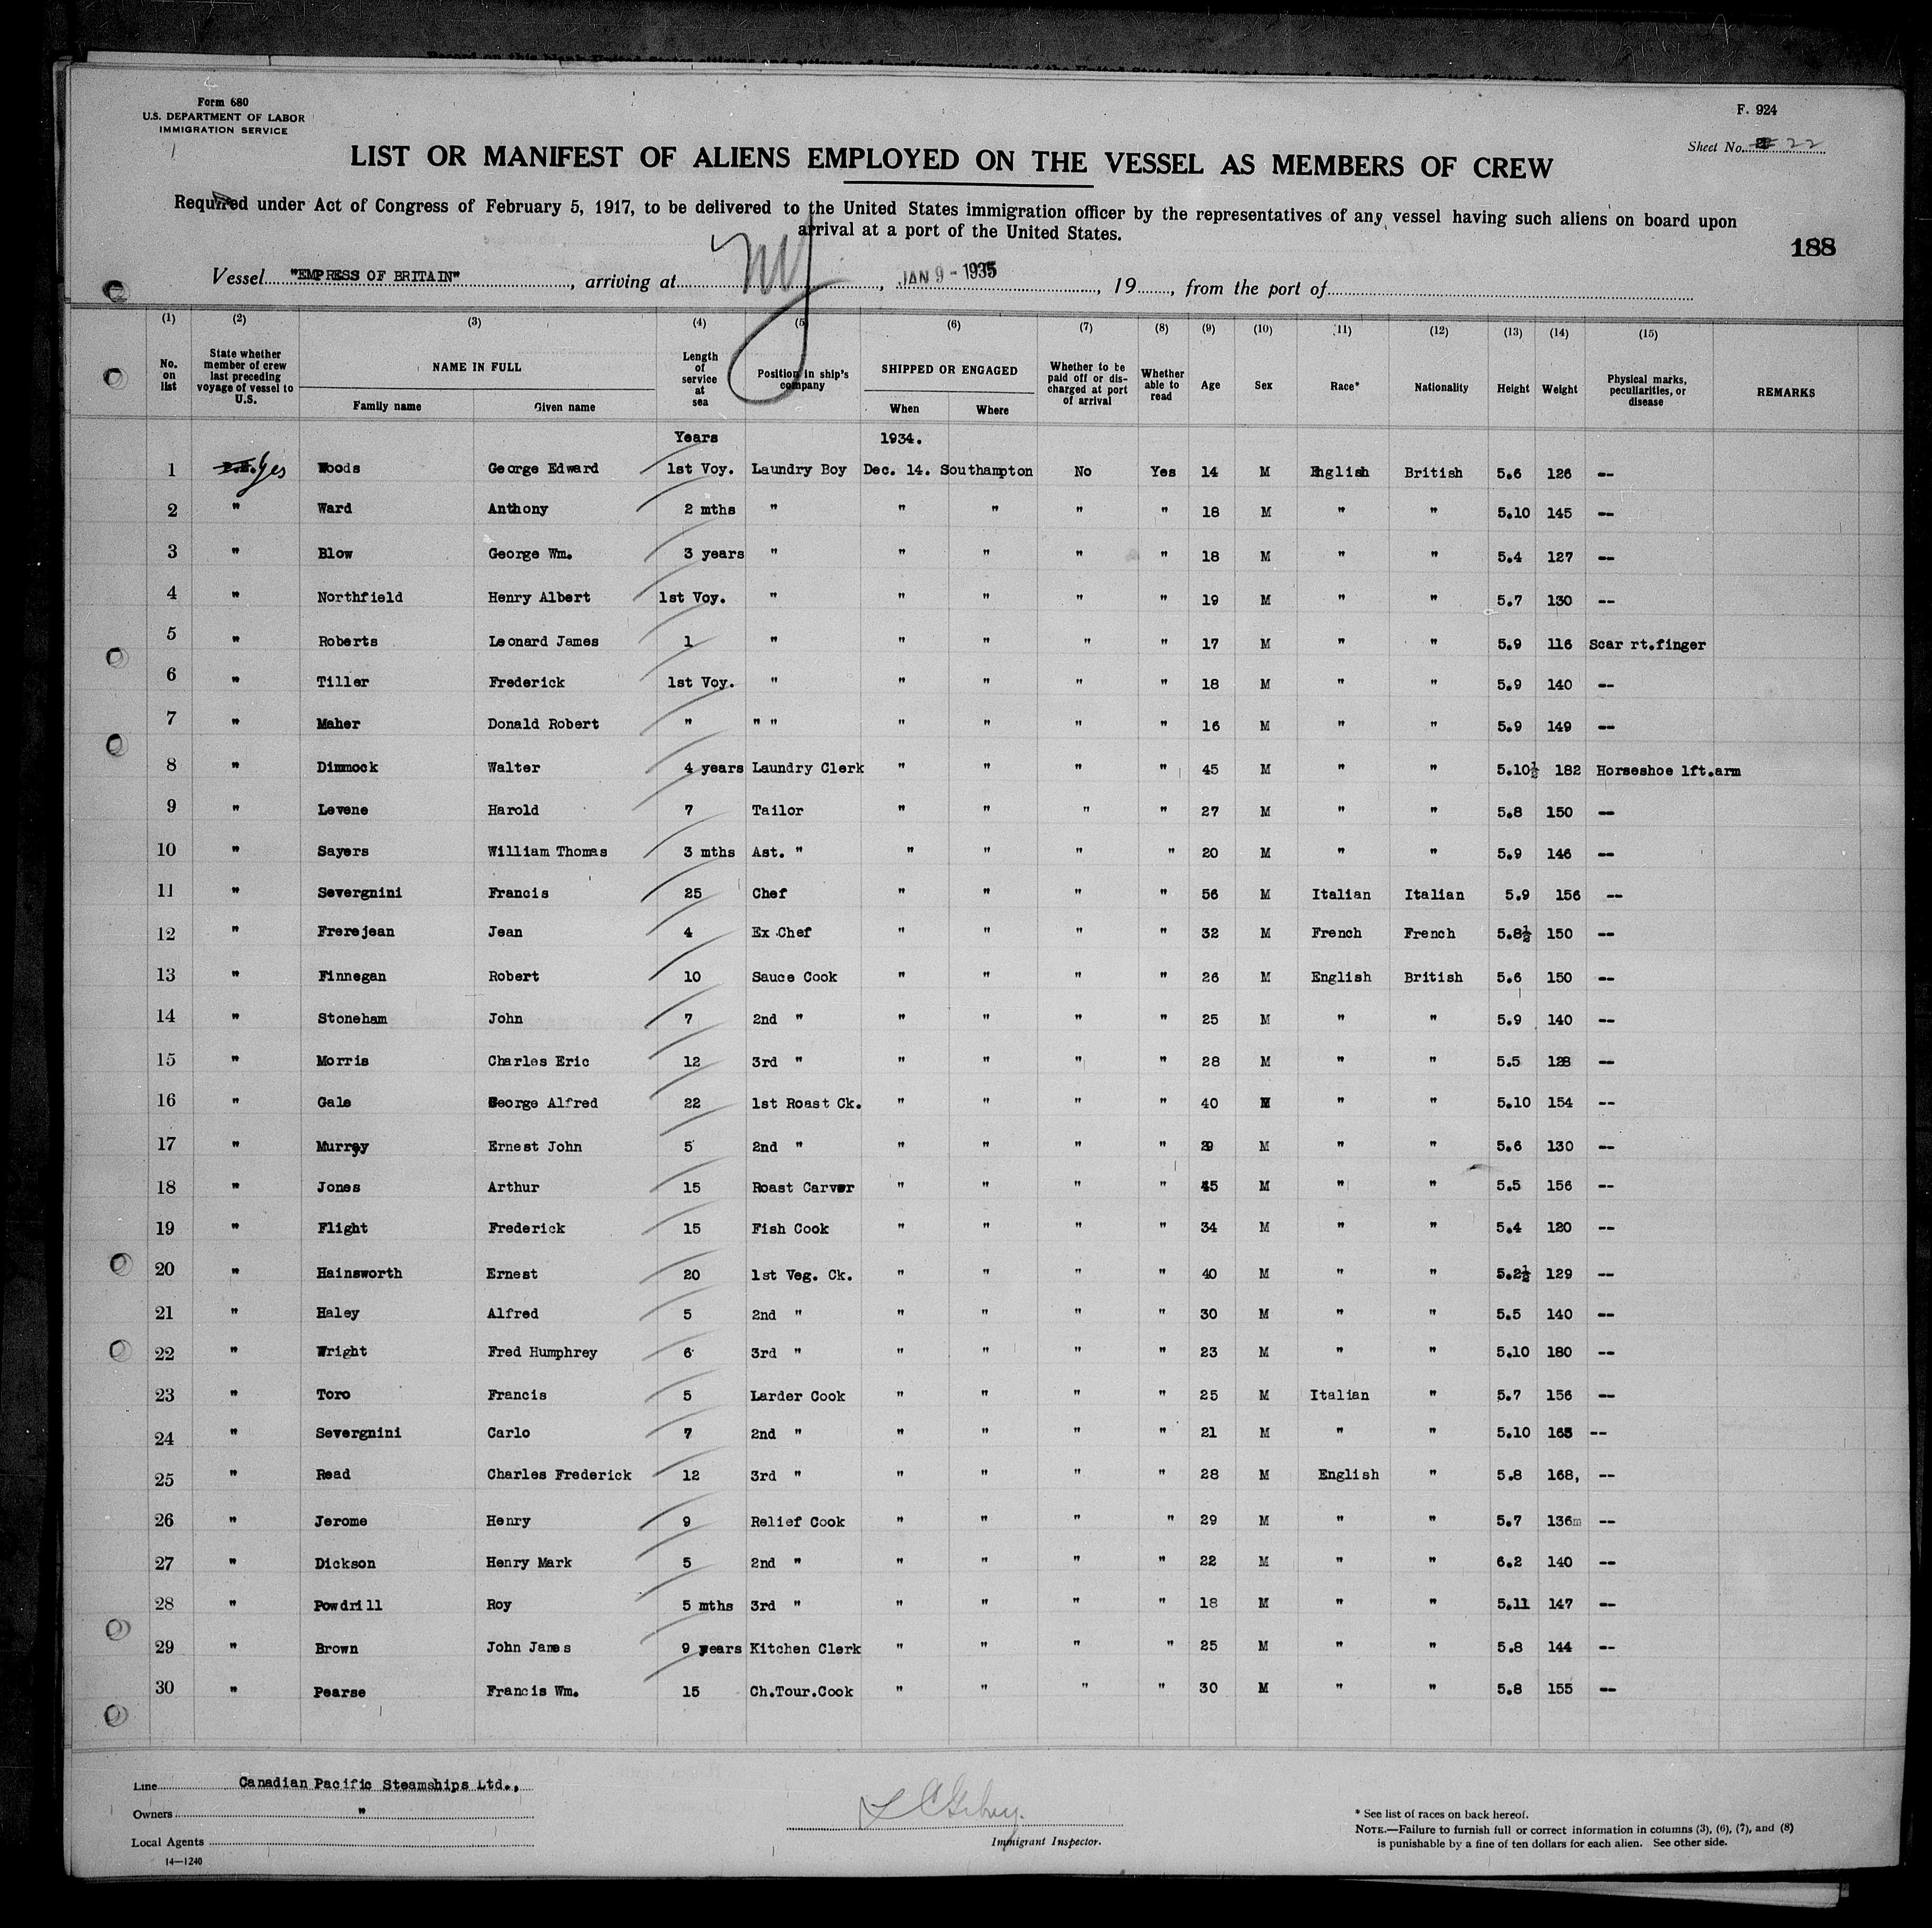 Form 680
U.S. DEPARTMENT OF LABOR
IMMIGRATION SERVICE
F. 924
Sheet No. 22
LIST OR MANIFEST OF ALIENS EMPLOYED ON THE VESSEL AS MEMBERS OF CREW
Required under Act of Congress of February 5, 1917, to be delivered to the United States immigration officer by the representatives of any vessel having such aliens on board upon
arrival at a port of the United States.
188
Vessel "EMPRESS OF BRITAIN", arriving at NY, JAN 9 - 1935, 19, from the port of
(1) (2) (3) (4) (5) (6) (7) (8) (9) (10) (11) (12) (13) (14) (15)
No. on list | State whether member of crew last preceding voyage of vessel to U.S. | NAME IN FULL | Length of service at sea | Position in ship's company | SHIPPED OR ENGAGED | Whether to be paid off or discharged at port of arrival | Whether able to read | Age | Sex | Race* | Nationality | Height | Weight | Physical marks, peculiarities, or disease | REMARKS
Family name | Given name | When | Where
Years 1934.
1 Yes Woods George Edward 1st Voy. Laundry Boy Dec. 14. Southampton No Yes 14 M English British 5.6 126 --
2 " Ward Anthony 2 mths " " " " " 18 M " " 5.10 145 --
3 " Blow George Wm. 3 years " " " " " 18 M " " 5.4 127 --
4 " Northfield Henry Albert 1st Voy. " " " " " 19 M " " 5.7 130 --
5 " Roberts Leonard James 1 " " " " " 17 M " " 5.9 116 Scar rt.finger
6 " Tiller Frederick 1st Voy. " " " " " 18 M " " 5.9 140 --
7 " Maher Donald Robert " " " " " " " 16 M " " 5.9 149 --
8 " Dimmock Walter 4 years Laundry Clerk " " " " 45 M " " 5.10½ 182 Horseshoe lft.arm
9 " Levene Harold 7 Tailor " " " " 27 M " " 5.8 150 --
10 " Sayers William Thomas 3 mths Ast. " " " " " 20 M " " 5.9 146 --
11 " Severgnini Francis 25 Chef " " " " 56 M Italian Italian 5.9 156 --
12 " Frerejean Jean 4 Ex Chef " " " " 32 M French French 5.8½ 150 --
13 " Finnegan Robert 10 Sauce Cook " " " " 26 M English British 5.6 150 --
14 " Stoneham John 7 2nd " " " " " 25 M " " 5.9 140 --
15 " Morris Charles Eric 12 3rd " " " " " 28 M " " 5.5 128 --
16 " Gale George Alfred 22 1st Roast Ck. " " " " 40 M " " 5.10 154 --
17 " Murray Ernest John 5 2nd " " " " " M " " 5.6 130 --
18 " Jones Arthur 15 Roast Carver " " " " 45 M " " 5.5 156 --
19 " Flight Frederick 15 Fish Cook " " " " 34 M " " 5.4 120 --
20 " Hainsworth Ernest 20 1st Veg. Ck. " " " " 40 M " " 5.2½ 129 --
21 " Haley Alfred 5 2nd " " " " " 30 M " " 5.5 140 --
22 " Wright Fred Humphrey 6 3rd " " " " " 23 M " " 5.10 180 --
23 " Toro Francis 5 Larder Cook " " " " 25 M Italian " 5.7 156 --
24 " Severgnini Carlo 7 2nd " " " " " 21 M " " 5.10 165 --
25 " Read Charles Frederick 12 3rd " " " " " 28 M English " 5.8 168, --
26 " Jerome Henry 9 Relief Cook " " " " 29 M " " 5.7 136m --
27 " Dickson Henry Mark 5 2nd " " " " " 22 M " " 6.2 140 --
28 " Powdrill Roy 5 mths 3rd " " " " " 18 M " " 5.11 147 --
29 " Brown John James 9 years Kitchen Clerk " " " " 25 M " " 5.8 144 --
30 " Pearse Francis Wm. 15 Ch.Tour.Cook " " " " 30 M " " 5.8 155 --
Line Canadian Pacific Steamships Ltd.,
Owners "
Local Agents
14—1240
Immigrant Inspector.
* See list of races on back hereof.
NOTE.—Failure to furnish full or correct information in columns (3), (6), (7), and (8)
is punishable by a fine of ten dollars for each alien. See other side.